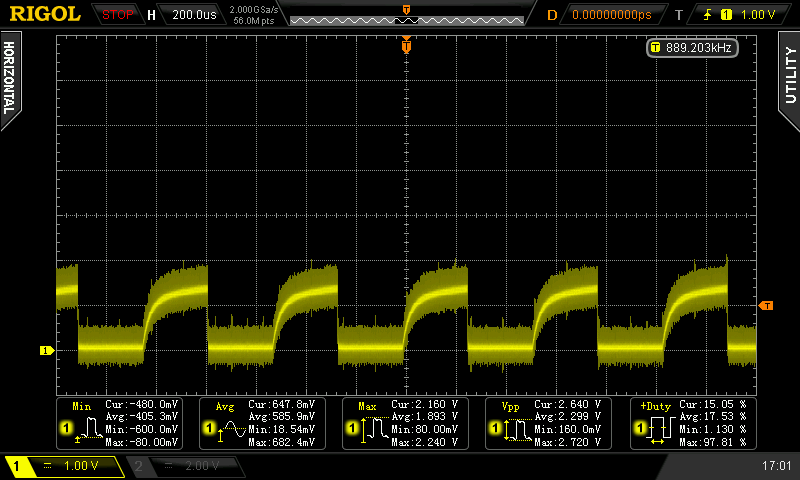 RIGOL STOP H 200.0us 2.000GSa/s 56.0M pts T D 0.00000000ps T 1 1.00 V
HORIZONTAL
UTILITY
T
T 889.203kHz
T
1
Min Cur:-480.0mV Avg:-405.3mV Min:-600.0mV Max:-80.00mV
1
Avg Cur:647.8mV Avg:585.9mV Min:18.54mV Max:682.4mV
1
Max Cur:2.160 V Avg:1.893 V Min:80.00mV Max:2.240 V
1
Vpp Cur:2.640 V Avg:2.299 V Min:160.0mV Max:2.720 V
1
+Duty Cur:15.05 % Avg:17.53 % Min:1.130 % Max:97.81 %
1
1 1.00 V 2 2.00 V 17:01